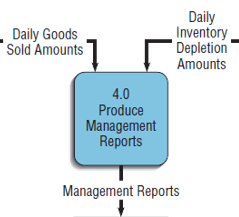 Daily Goods
Sold Amounts
Daily
Inventory
Depletion
Amounts
4.0
Produce
Management
Reports
Management Reports